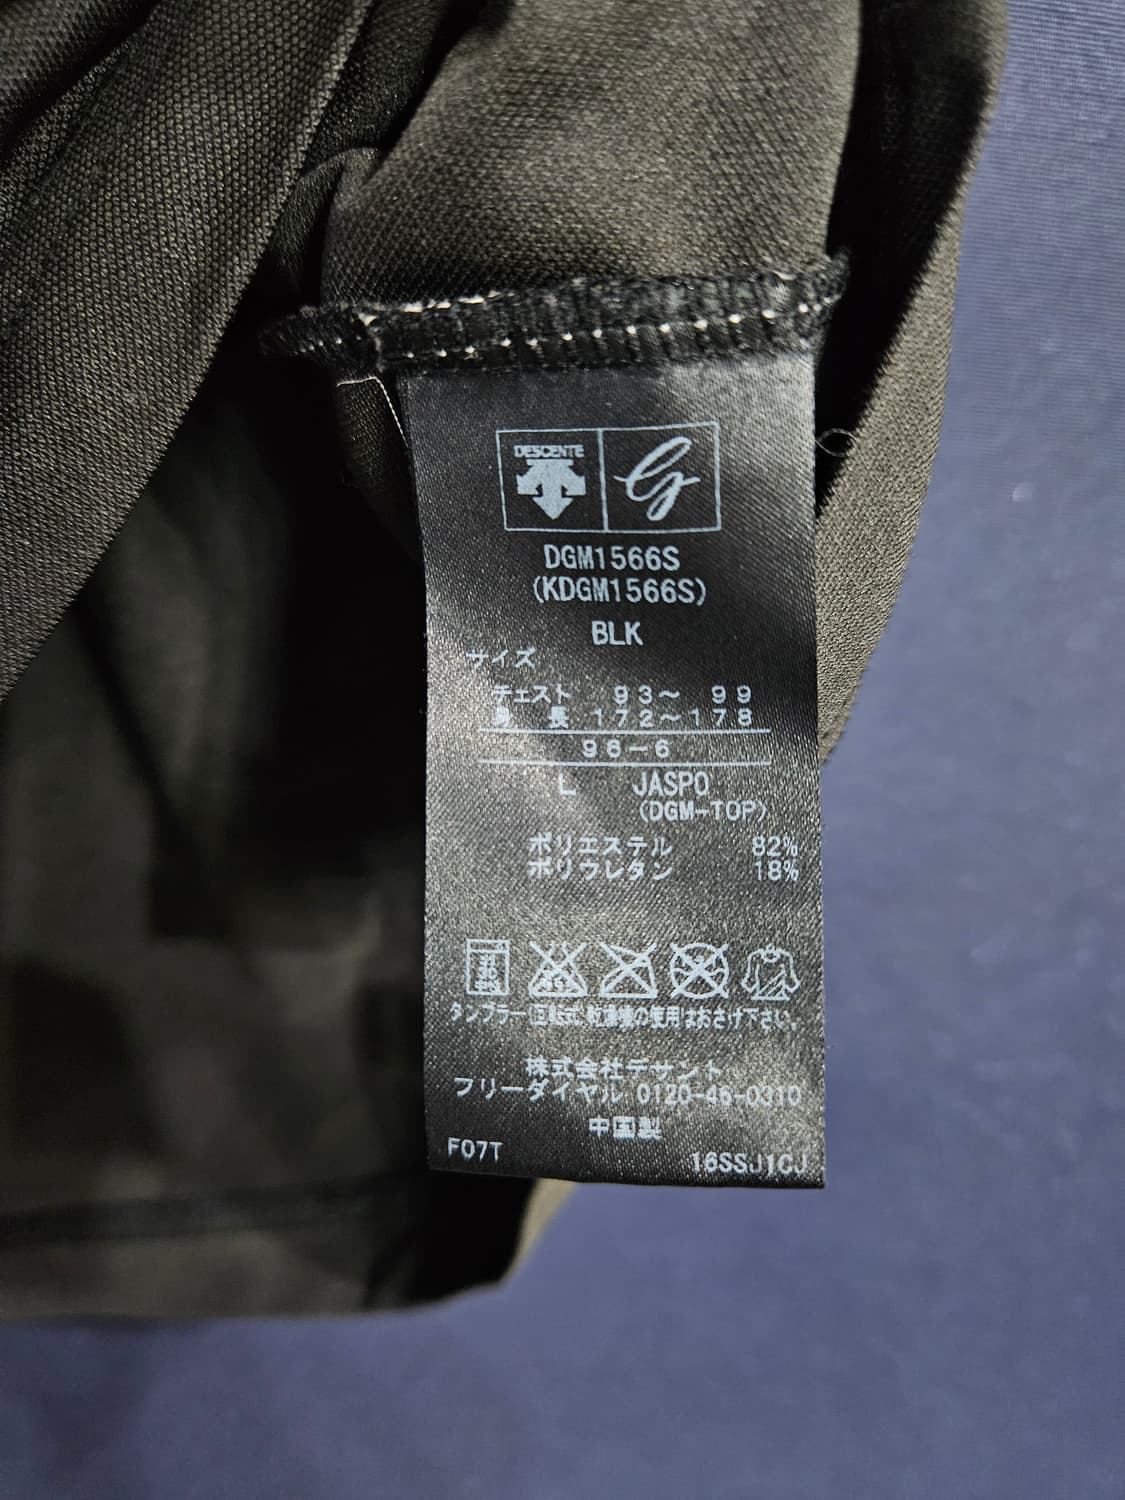 DESCENTE G
DGM1566S
(KDGM1566S)
BLK
サイズ
チェスト 93～ 99
身 長 172～178
96-6
L JASPO
(DGM-TOP)
ポリエステル 82%
ポリウレタン 18%
タンブラー(回転式)乾燥機の使用はおさけ下さい。
株式会社デサント
フリーダイヤル 0120-46-0310
中国製
F07T 16SSJ1CJ